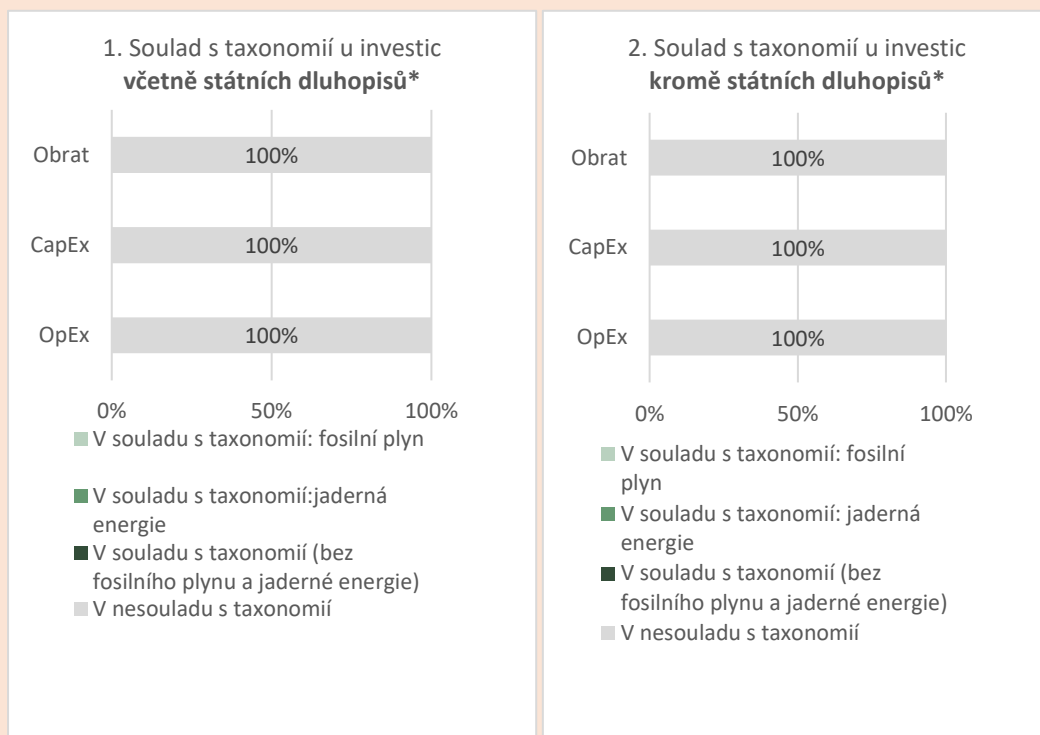 1. Soulad s taxonomií u investic
včetně státních dluhopisů*
Obrat
100%
CapEx
100%
OpEx
100%
0% 50% 100%
V souladu s taxonomií: fosilní plyn
V souladu s taxonomií:jaderná
energie
V souladu s taxonomií (bez
fosilního plynu a jaderné energie)
V nesouladu s taxonomií
2. Soulad s taxonomií u investic
kromě státních dluhopisů*
Obrat
100%
CapEx
100%
OpEx
100%
0% 50% 100%
V souladu s taxonomií: fosilní
plyn
V souladu s taxonomií: jaderná
energie
V souladu s taxonomií (bez
fosilního plynu a jaderné energie)
V nesouladu s taxonomií